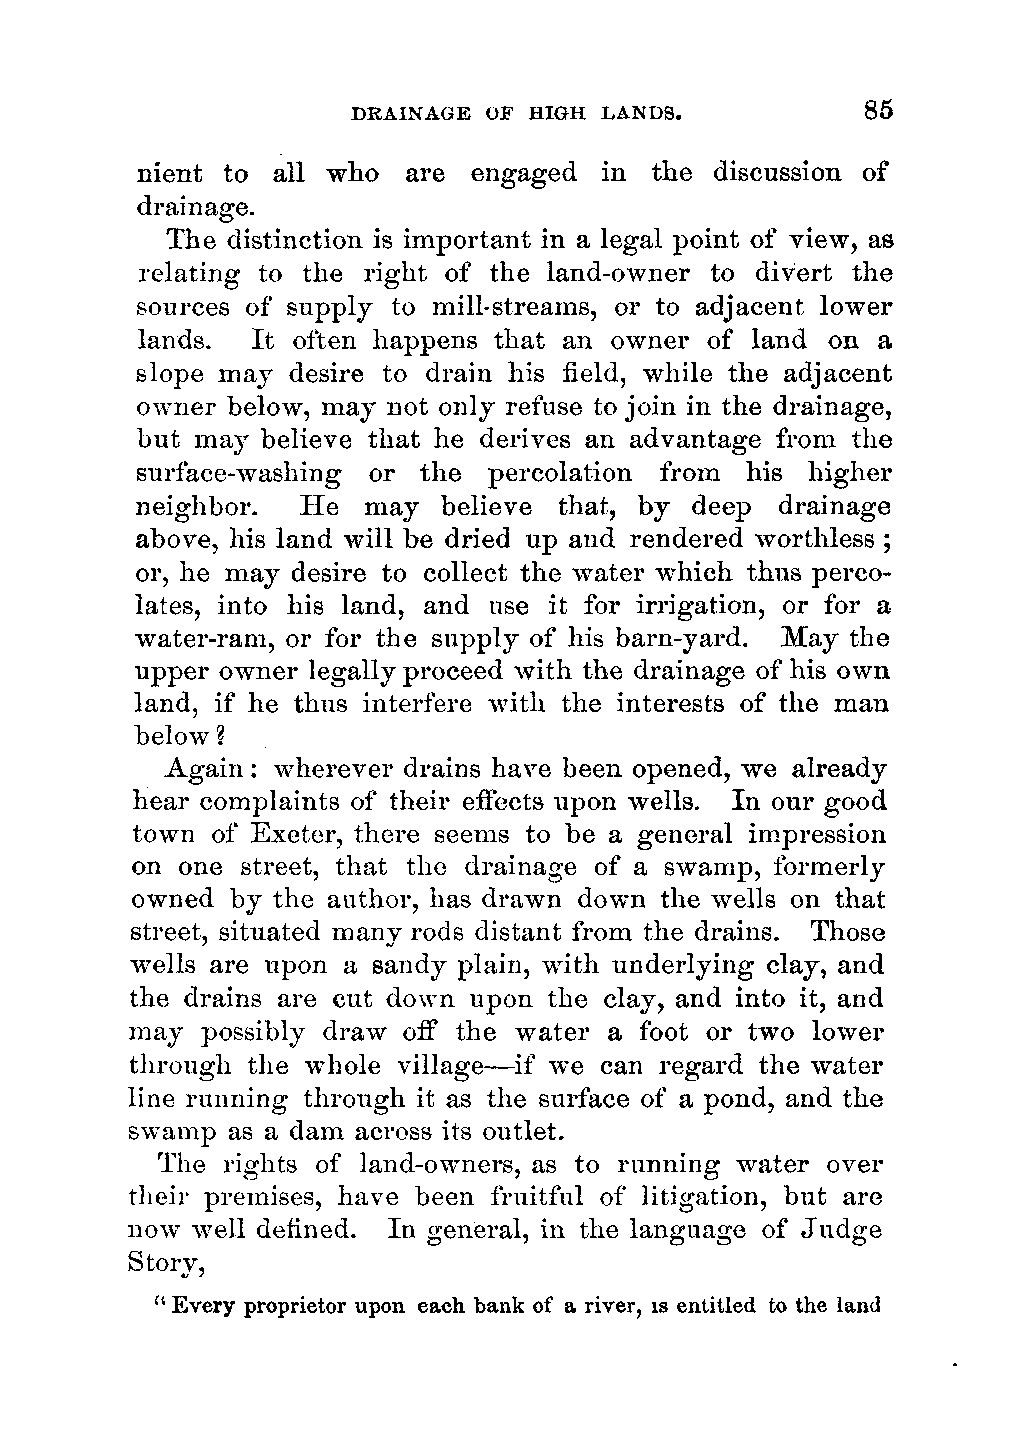 DRAINAGE OF HIGH LANDS. 85
nient to all who are engaged in the discussion of
drainage.
The distinction is important in a legal point of view, as
relating to the right of the land-owner to divert the
sources of supply to mill-streams, or to adjacent lower
lands. It often happens that an owner of land on a
slope may desire to drain his field, while the adjacent
owner below, may not only refuse to join in the drainage,
but may believe that he derives an advantage from the
surface-washing or the percolation from his higher
neighbor. He may believe that, by deep drainage
above, his land will be dried up and rendered worthless;
or, he may desire to collect the water which thus perco-
lates, into his land, and use it for irrigation, or for a
water-ram, or for the supply of his barn-yard. May the
upper owner legally proceed with the drainage of his own
land, if he thus interfere with the interests of the man
below?
Again: wherever drains have been opened, we already
hear complaints of their effects upon wells. In our good
town of Exeter, there seems to be a general impression
on one street, that the drainage of a swamp, formerly
owned by the author, has drawn down the wells on that
street, situated many rods distant from the drains. Those
wells are upon a sandy plain, with underlying clay, and
the drains are cut down upon the clay, and into it, and
may possibly draw off the water a foot or two lower
through the whole village—if we can regard the water
line running through it as the surface of a pond, and the
swamp as a dam across its outlet.
The rights of land-owners, as to running water over
their premises, have been fruitful of litigation, but are
now well defined. In general, in the language of Judge
Story,
"Every proprietor upon each bank of a river, is entitled to the land